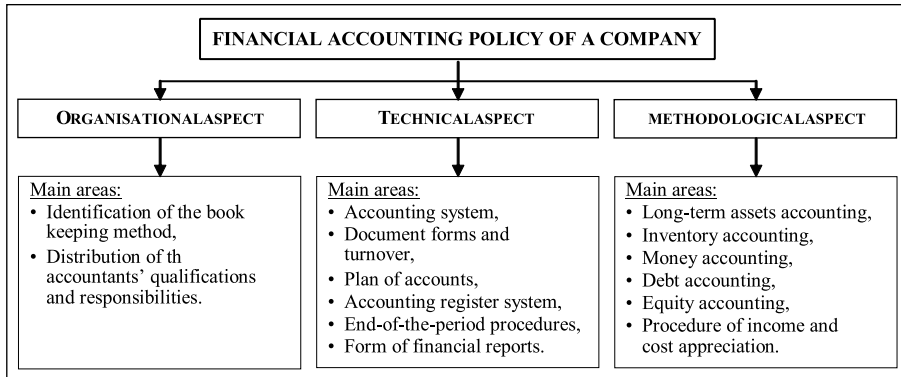 FINANCIAL ACCOUNTING POLICY OF A COMPANY
ORGANISATIONALASPECT
TECHNICALASPECT
METHODOLOGICALASPECT
Main areas:
• Identification of the book
keeping method,
• Distribution of th
accountants’ qualifications
and responsibilities.
Main areas:
• Accounting system,
• Document forms and
turnover,
• Plan of accounts,
• Accounting register system,
• End-of-the-period procedures,
• Form of financial reports.
Main areas:
• Long-term assets accounting,
• Inventory accounting,
• Money accounting,
• Debt accounting,
• Equity accounting,
• Procedure of income and
cost appreciation.